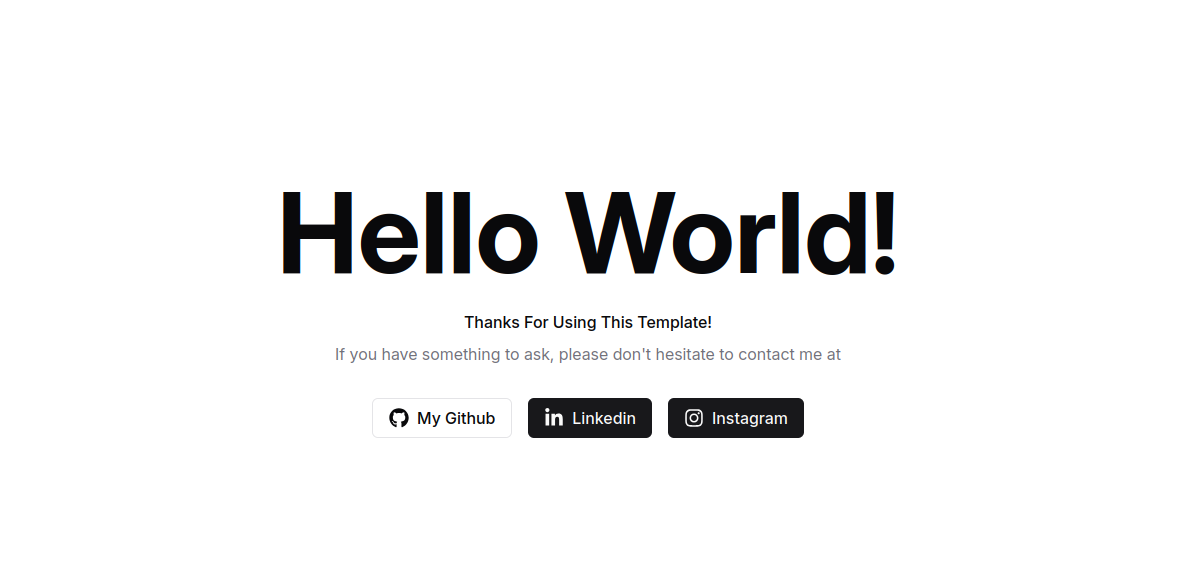 Hello World!
Thanks For Using This Template!
If you have something to ask, please don't hesitate to contact me at
My Github Linkedin Instagram